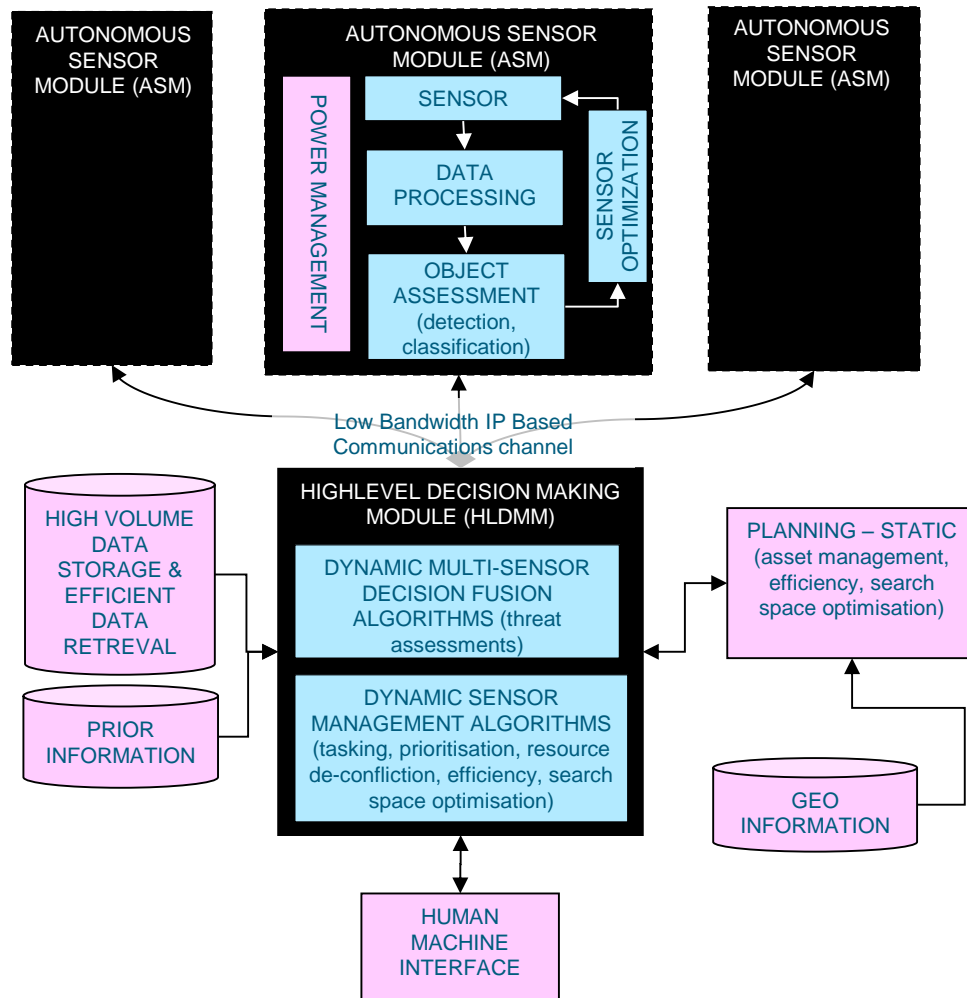 AUTONOMOUS
SENSOR
MODULE (ASM)
AUTONOMOUS SENSOR
MODULE (ASM)
POWER MANAGEMENT
SENSOR
DATA
PROCESSING
OBJECT
ASSESSMENT
(detection,
classification)
SENSOR
OPTIMIZATION
AUTONOMOUS
SENSOR
MODULE (ASM)
Low Bandwidth IP Based
Communications channel
HIGH VOLUME
DATA
STORAGE &
EFFICIENT
DATA
RETREVAL
PRIOR
INFORMATION
HIGHLEVEL DECISION MAKING
MODULE (HLDMM)
DYNAMIC MULTI-SENSOR
DECISION FUSION
ALGORITHMS (threat
assessments)
DYNAMIC SENSOR
MANAGEMENT ALGORITHMS
(tasking, prioritisation, resource
de-confliction, efficiency, search
space optimisation)
PLANNING – STATIC
(asset management,
efficiency, search
space optimisation)
GEO
INFORMATION
HUMAN
MACHINE
INTERFACE